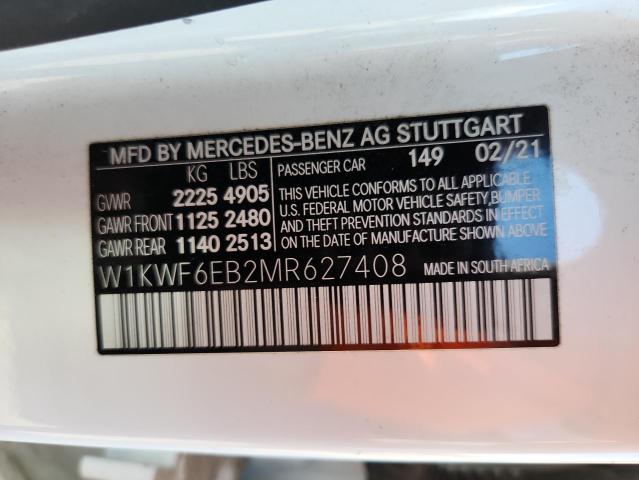 MFD BY MERCEDES-BENZ AG STUTTGART
KG LBS
PASSENGER CAR 149 02/21
GVWR 2225 4905
GAWR FRONT 1125 2480
GAWR REAR 1140 2513
THIS VEHICLE CONFORMS TO ALL APPLICABLE
U.S. FEDERAL MOTOR VEHICLE SAFETY, BUMPER
AND THEFT PREVENTION STANDARDS IN EFFECT
ON THE DATE OF MANUFACTURE SHOWN ABOVE
W1KWF6EB2MR627408 MADE IN SOUTH AFRICA